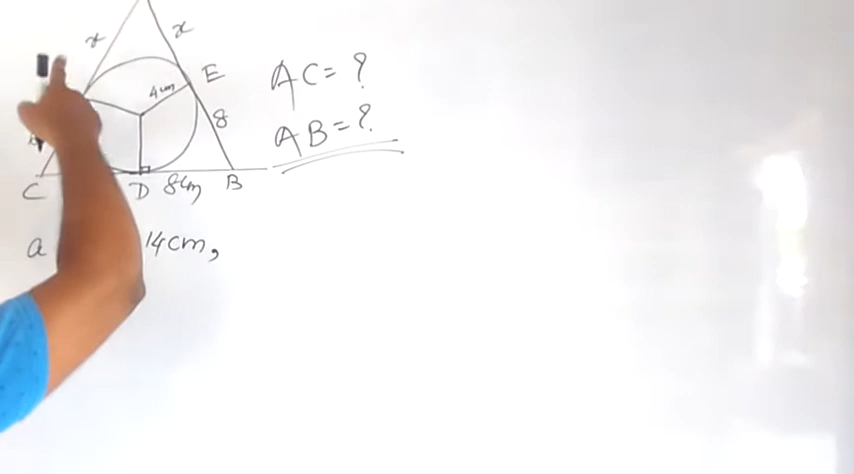 x x
4cm E
8
C D 8cm B
AC = ?
AB = ?
a 14cm,